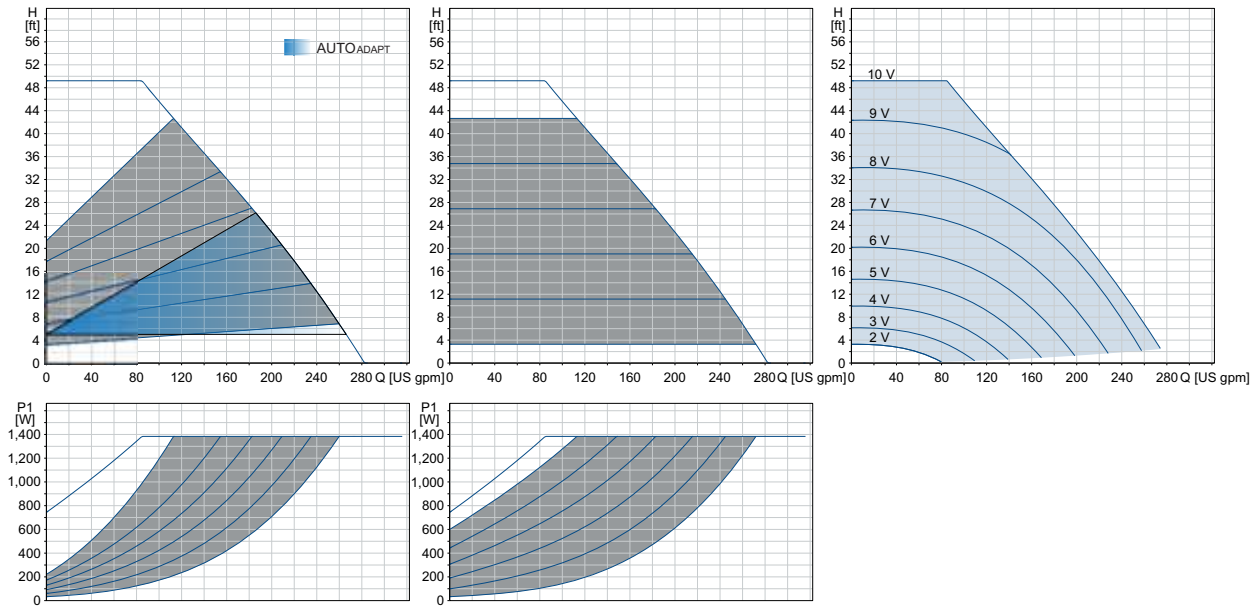 H
[ft]
56
52
48
44
40
36
32
28
24
20
16
12
8
4
0
0 40 80 120 160 200 240 280 Q [US gpm]
AUTOADAPT
H
[ft]
56
52
48
44
40
36
32
28
24
20
16
12
8
4
0
0 40 80 120 160 200 240 280 Q [US gpm]
H
[ft]
56
52
48
44
40
36
32
28
24
20
16
12
8
4
0
10 V
9 V
8 V
7 V
6 V
5 V
4 V
3 V
2 V
0 40 80 120 160 200 240 280 Q [US gpm]
P1
[W]
1,400
1,200
1,000
800
600
400
200
0
P1
[W]
1,400
1,200
1,000
800
600
400
200
0